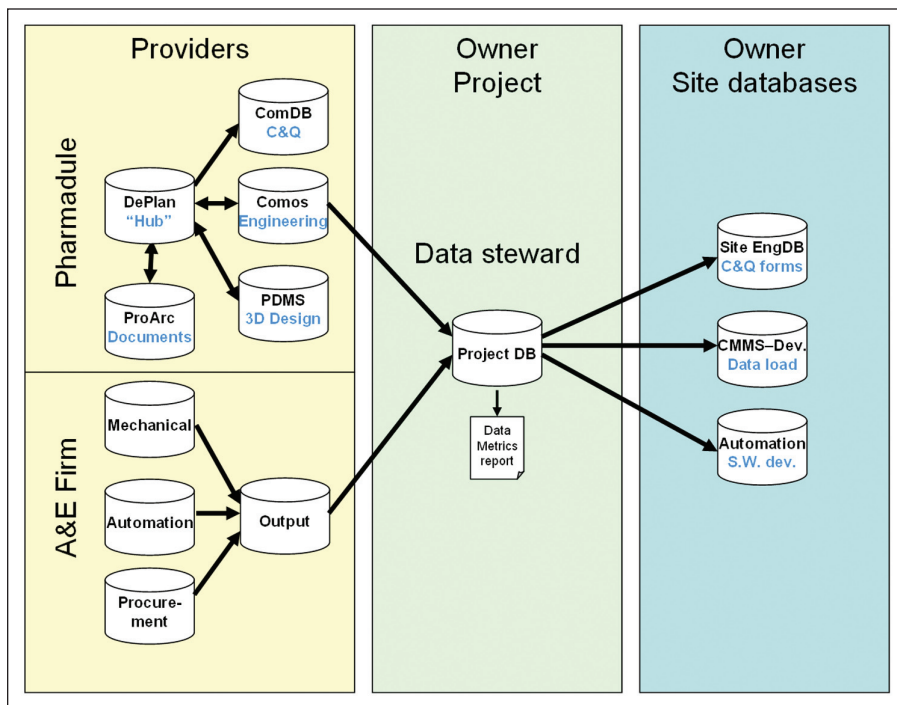 Providers
Pharmadule
ComDB
C&Q
DePlan
“Hub”
Comos
Engineering
ProArc
Documents
PDMS
3D Design
A&E Firm
Mechanical
Automation
Procure-
ment
Output
Owner
Project
Data steward
Project DB
Data
Metrics
report
Owner
Site databases
Site EngDB
C&Q forms
CMMS–Dev.
Data load
Automation
S.W. dev.